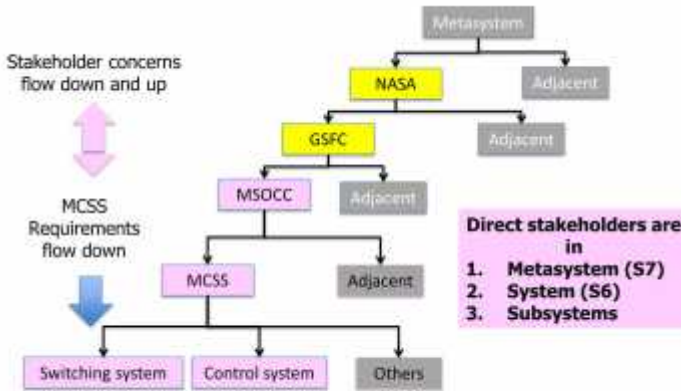 Metasystem
Stakeholder concerns
flow down and up
NASA
Adjacent
GSFC
Adjacent
MSOCC
Adjacent
MCSS
Requirements
flow down
MCSS
Adjacent
Direct stakeholders are
in
1. Metasystem (S7)
2. System (S6)
3. Subsystems
Switching system
Control system
Others